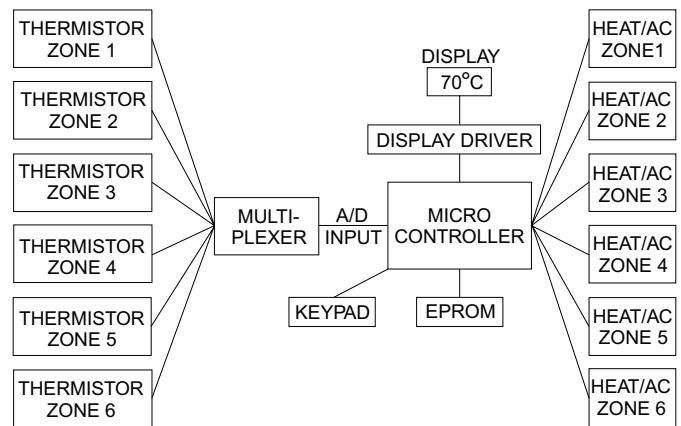 THERMISTOR
ZONE 1
THERMISTOR
ZONE 2
THERMISTOR
ZONE 3
THERMISTOR
ZONE 4
THERMISTOR
ZONE 5
THERMISTOR
ZONE 6
MULTI-
PLEXER
A/D
INPUT
DISPLAY
70°C
DISPLAY DRIVER
MICRO
CONTROLLER
KEYPAD
EPROM
HEAT/AC
ZONE1
HEAT/AC
ZONE 2
HEAT/AC
ZONE 3
HEAT/AC
ZONE 4
HEAT/AC
ZONE 5
HEAT/AC
ZONE 6